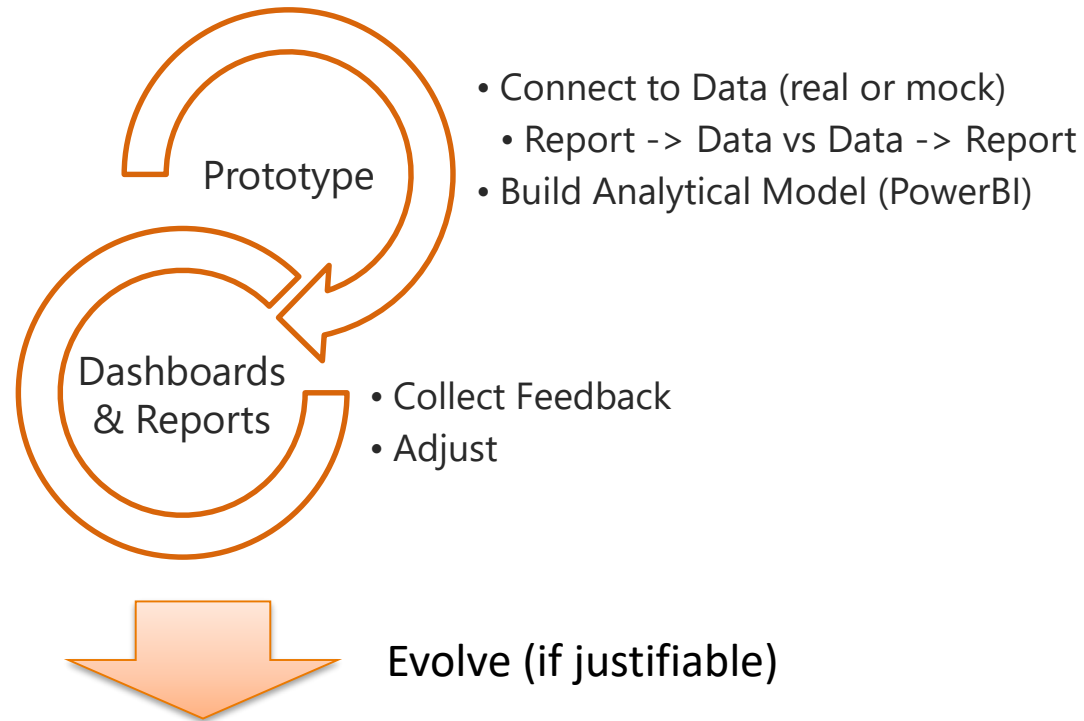 Prototype
• Connect to Data (real or mock)
• Report -> Data vs Data -> Report
• Build Analytical Model (PowerBI)
Dashboards
& Reports
• Collect Feedback
• Adjust
Evolve (if justifiable)